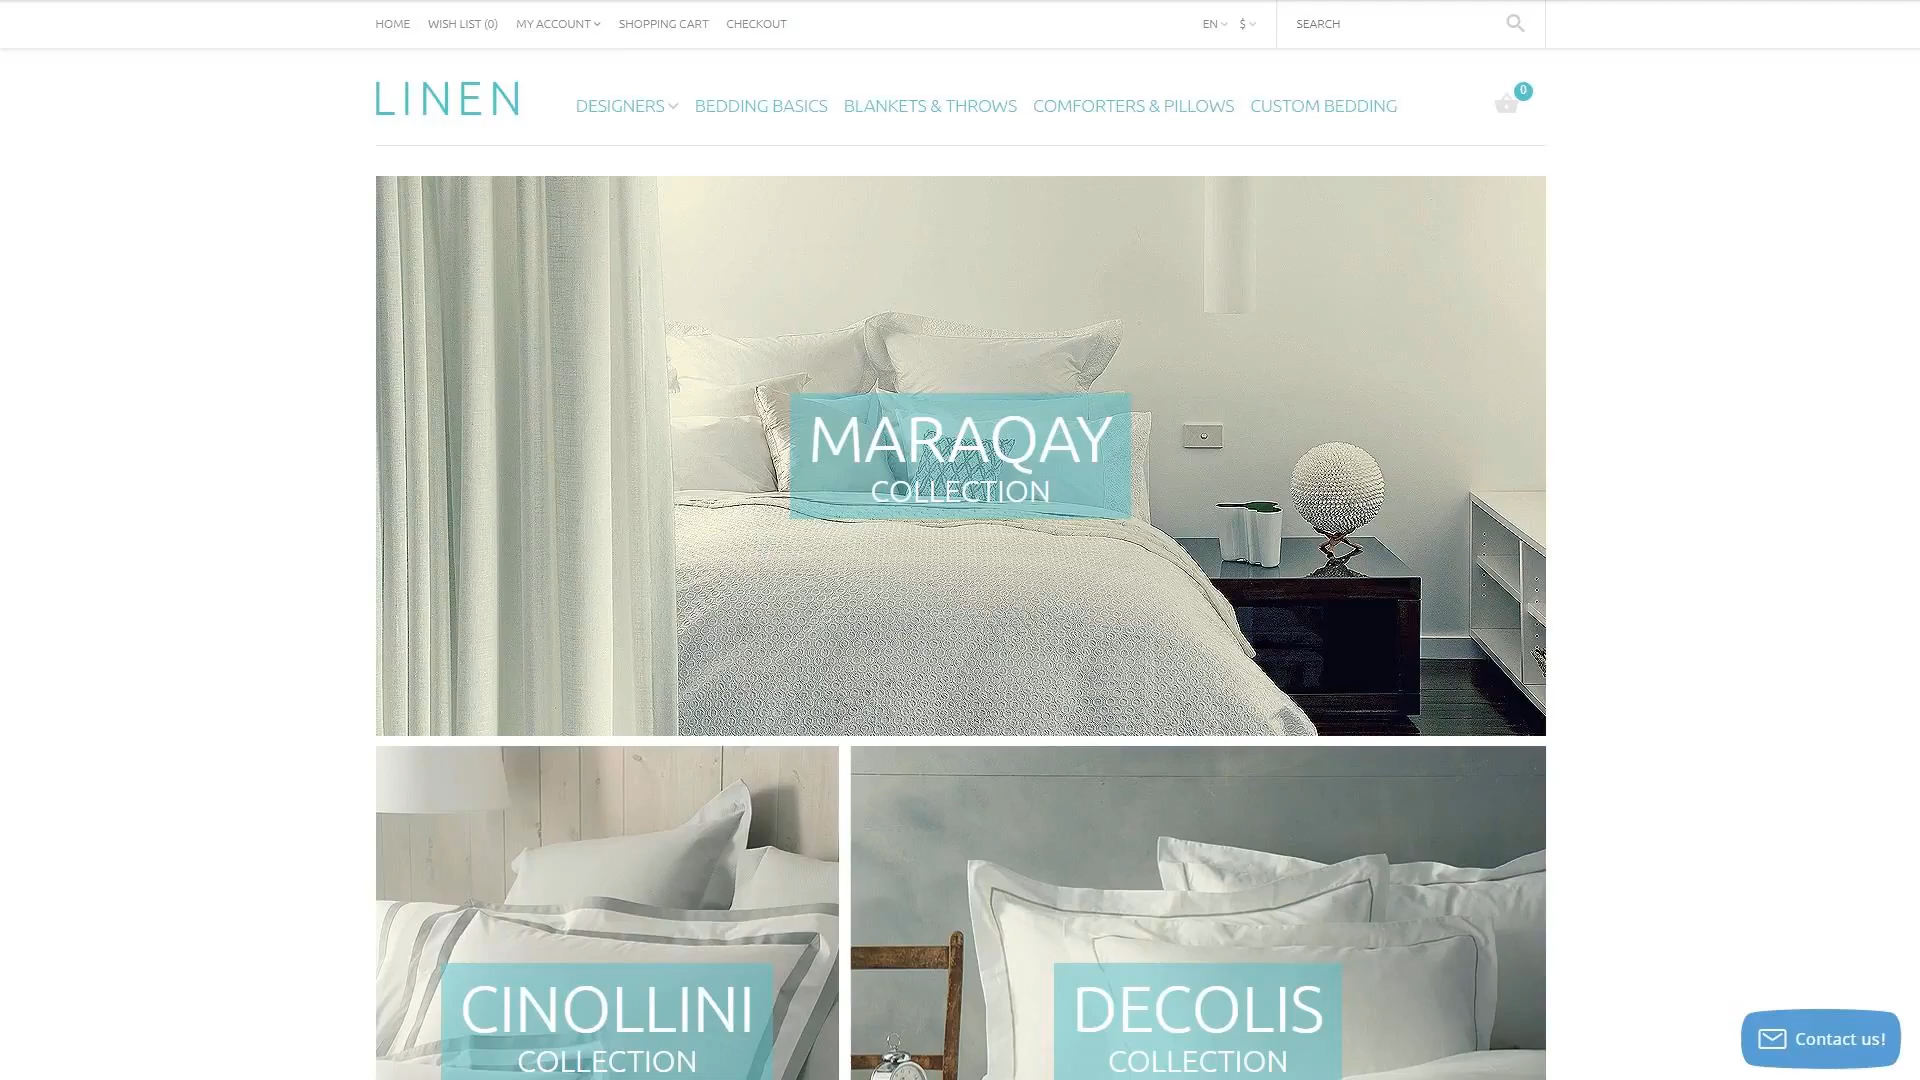 HOME WISH LIST (0) MY ACCOUNT SHOPPING CART CHECKOUT EN $ SEARCH
LINEN DESIGNERS BEDDING BASICS BLANKETS & THROWS COMFORTERS & PILLOWS CUSTOM BEDDING 0
MARAQAY
COLLECTION
CINOLLINI
COLLECTION
DECOLIS
COLLECTION
Contact us!